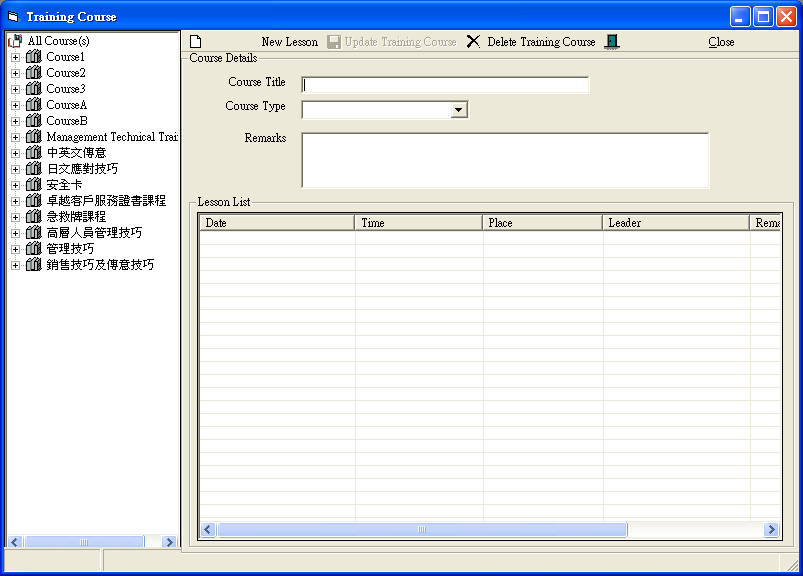 Training Course
All Course(s)
Course1
Course2
Course3
CourseA
CourseB
Management Technical Trai
中英文傳意
日文應對技巧
安全卡
卓越客戶服務證書課程
急救牌課程
高層人員管理技巧
管理技巧
銷售技巧及傳意技巧
New Lesson Update Training Course Delete Training Course Close
Course Details
Course Title
Course Type
Remarks
Lesson List
Date Time Place Leader Rema